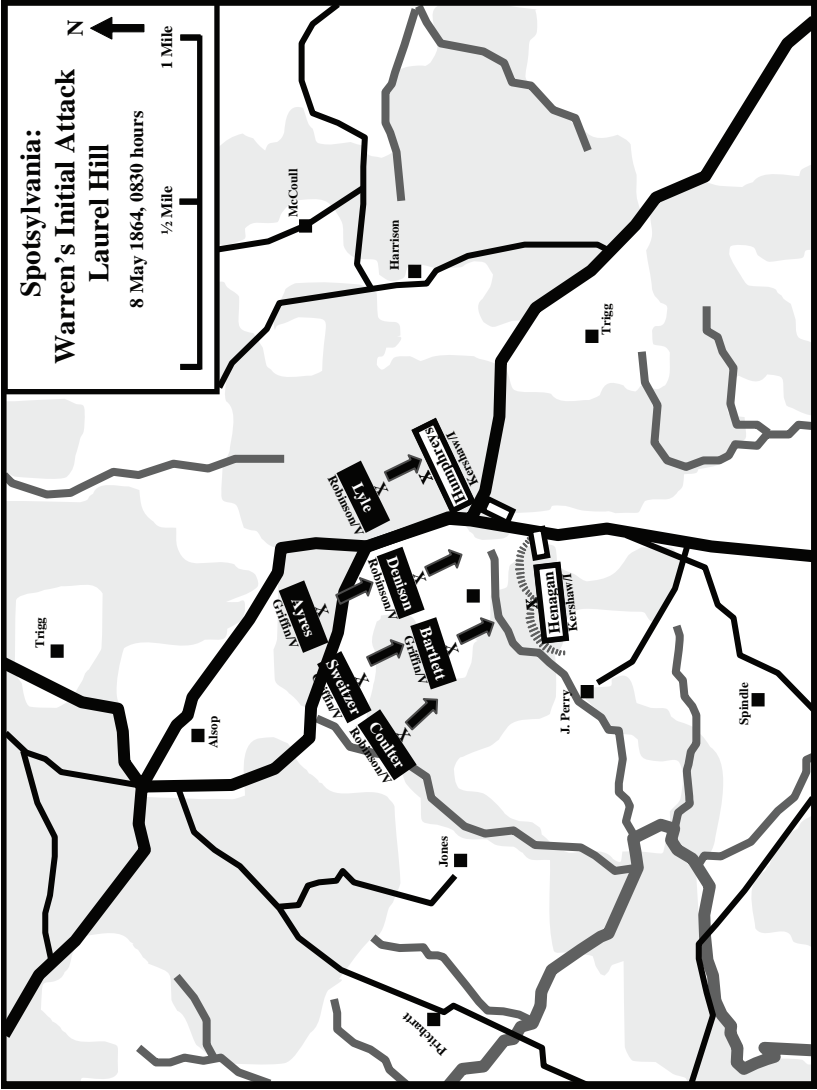 Spotsylvania:
Warren's Initial Attack
Laurel Hill
8 May 1864, 0830 hours
N
½ Mile
1 Mile
McCoull
Harrison
Trigg
Humphreys
Kershaw/I
X
Lyle
Robinson/V
X
Denison
Robinson/V
X
Ayres
Griffin/V
X
Bartlett
Griffin/V
X
Sweitzer
Griffin/V
X
Coulter
Robinson/V
X
Henagan
Kershaw/I
X
Trigg
Alsop
J. Perry
Spindle
Jones
Pritchartt